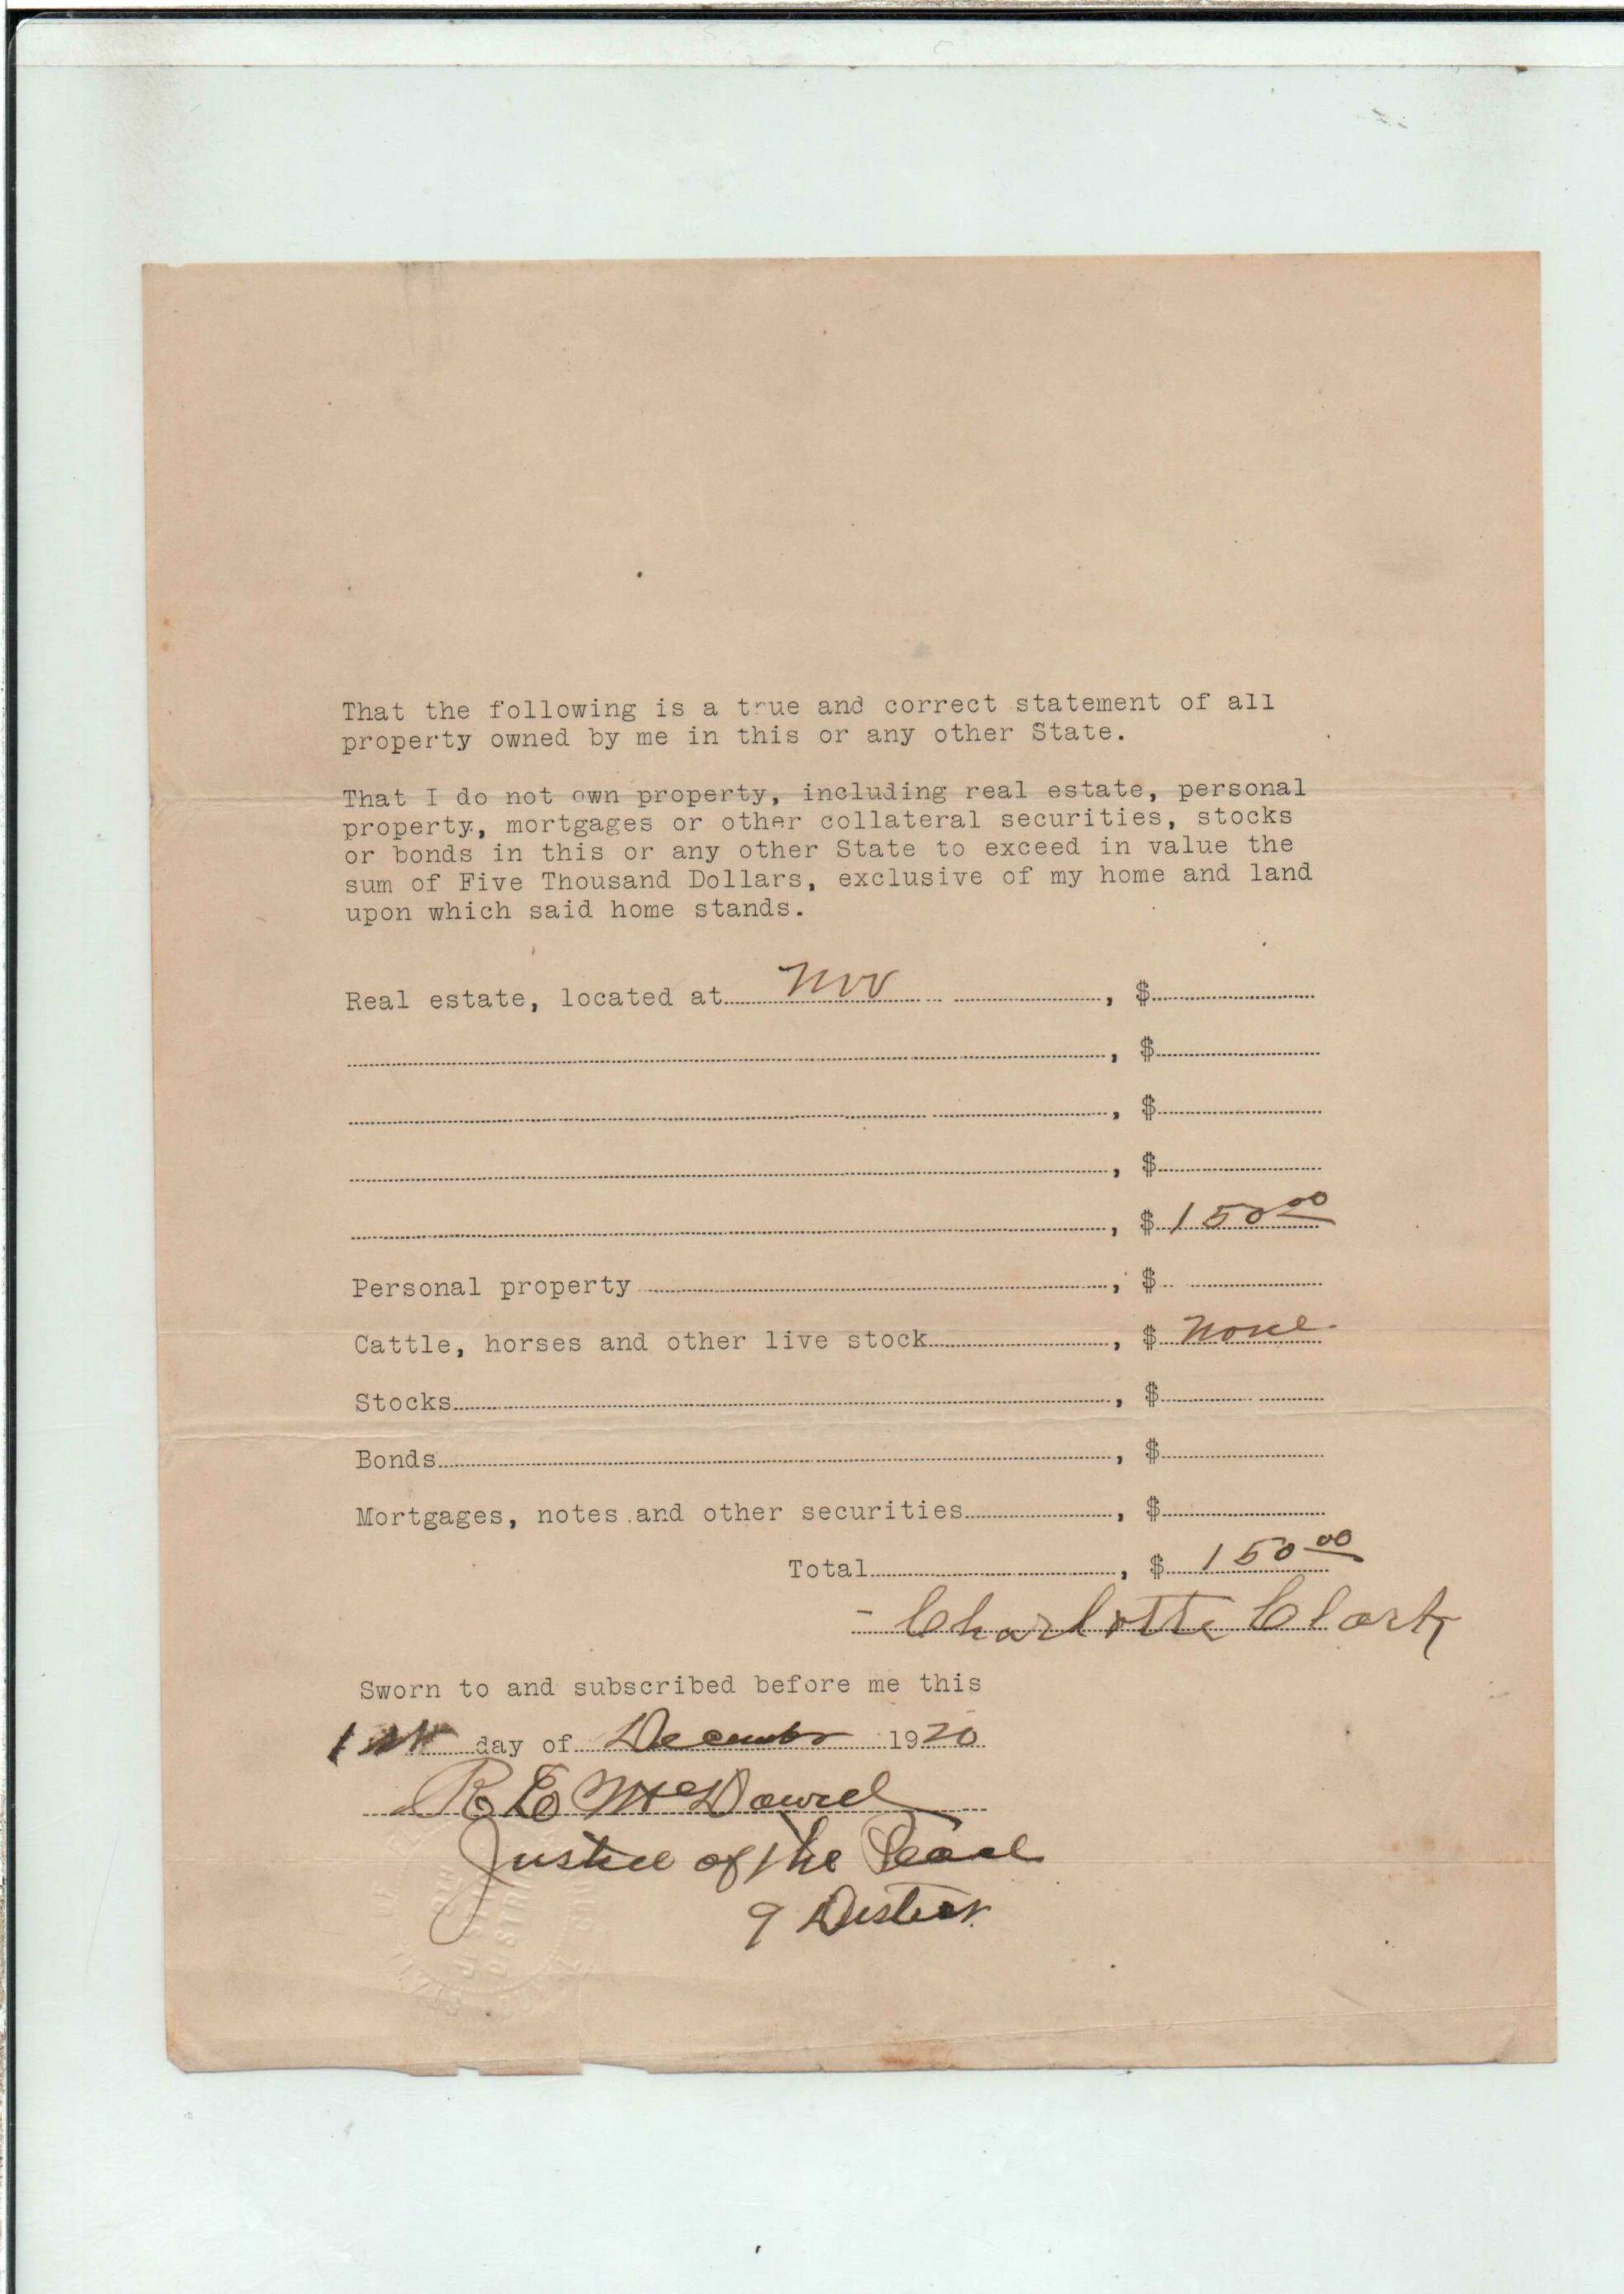 That the following is a true and correct statement of all
property owned by me in this or any other State.
That I do not own property, including real estate, personal
property, mortgages or other collateral securities, stocks
or bonds in this or any other State to exceed in value the
sum of Five Thousand Dollars, exclusive of my home and land
upon which said home stands.
Real estate, located at , $
, $
, $
, $
, $ 150 00
Personal property , $
Cattle, horses and other live stock , $ None
Stocks , $
Bonds , $
Mortgages, notes and other securities , $
Total , $ 150 00
Charlotte Clark
Sworn to and subscribed before me this
day of December 1920
R E McDowell
Justice of the Peace
9 District